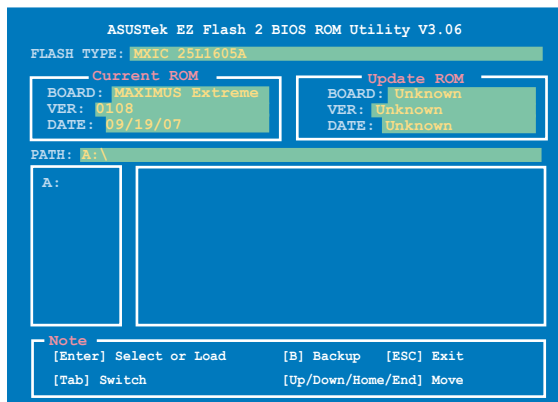 ASUSTek EZ Flash 2 BIOS ROM Utility V3.06
FLASH TYPE: MXIC 25L1605A
Current ROM
BOARD: MAXIMUS Extreme
VER: 0108
DATE: 09/19/07
Update ROM
BOARD: Unknown
VER: Unknown
DATE: Unknown
PATH: A:\
A:
Note
[Enter] Select or Load [B] Backup [ESC] Exit
[Tab] Switch [Up/Down/Home/End] Move